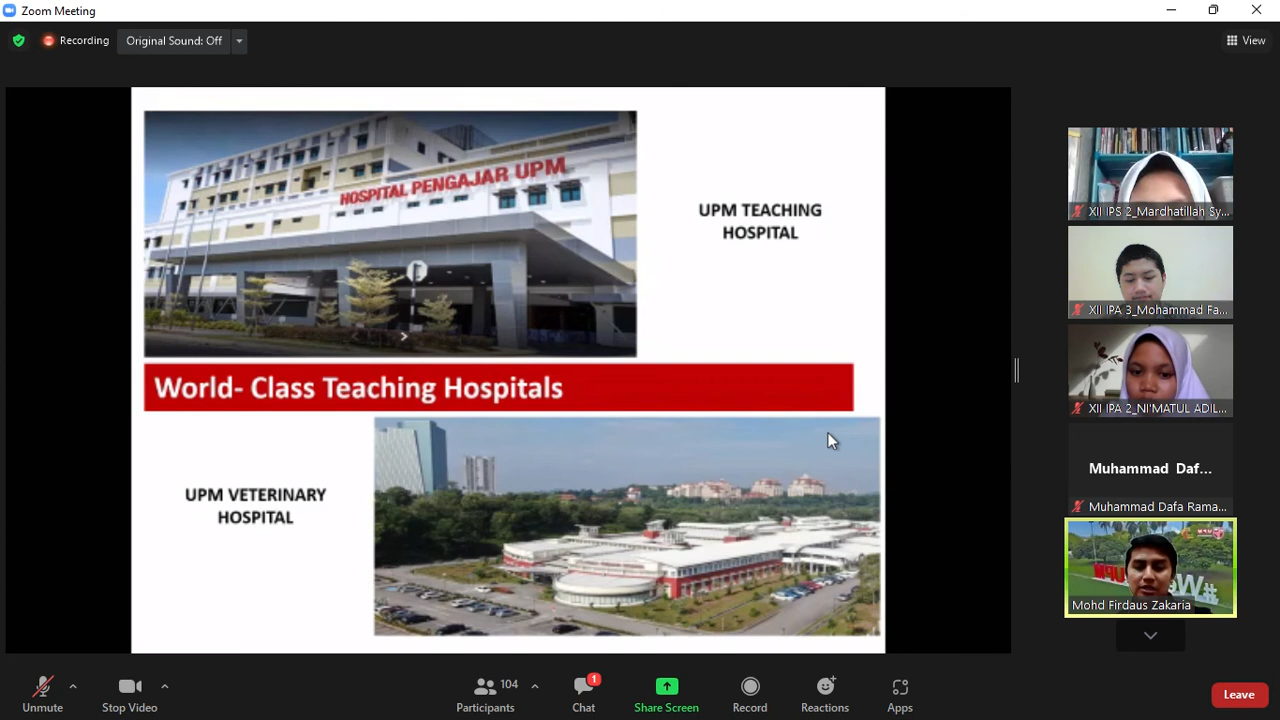 Zoom Meeting
Recording
Original Sound: Off
View
HOSPITAL PENGAJAR UPM
UPM TEACHING
HOSPITAL
World- Class Teaching Hospitals
UPM VETERINARY
HOSPITAL
XII IPS 2_Mardhatillah Sy...
XII IPA 3_Mohammad Fa...
XII IPA 2_NI'MATUL ADIL...
Muhammad Daf...
Muhammad Dafa Rama...
Mohd Firdaus Zakaria
Unmute
Stop Video
104
Participants
1
Chat
Share Screen
Record
Reactions
Apps
Leave